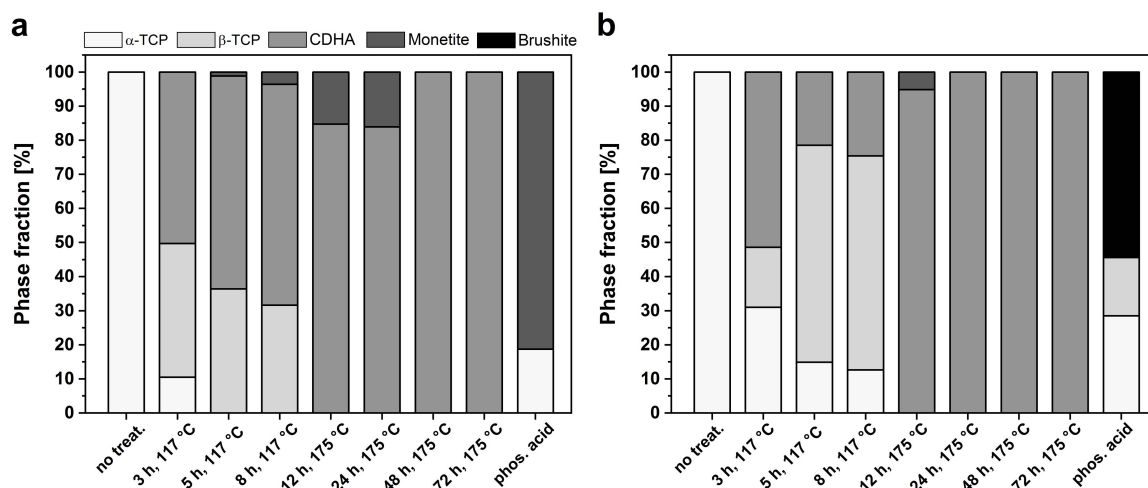 a
α-TCP β-TCP CDHA Monetite Brushite
Phase fraction [%]
100
90
80
70
60
50
40
30
20
10
0
no treat.
3 h, 117 °C
5 h, 117 °C
8 h, 117 °C
12 h, 175 °C
24 h, 175 °C
48 h, 175 °C
72 h, 175 °C
phos. acid
b
Phase fraction [%]
100
90
80
70
60
50
40
30
20
10
0
no treat.
3 h, 117 °C
5 h, 117 °C
8 h, 117 °C
12 h, 175 °C
24 h, 175 °C
48 h, 175 °C
72 h, 175 °C
phos. acid